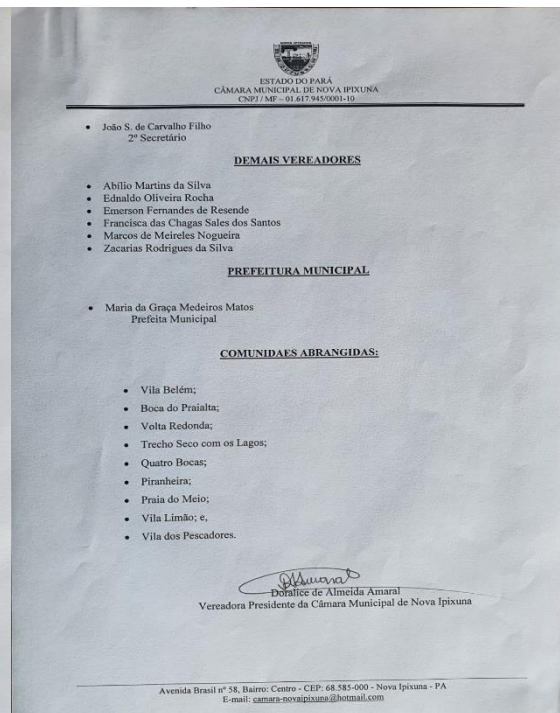 ESTADO DO PARÁ
CÂMARA MUNICIPAL DE NOVA IPIXUNA
CNPJ / MF – 01.617.945/0001-10
• João S. de Carvalho Filho
2º Secretário
DEMAIS VEREADORES
• Abílio Martins da Silva
• Ednaldo Oliveira Rocha
• Emerson Fernandes de Resende
• Francisca das Chagas Sales dos Santos
• Marcos de Meireles Nogueira
• Zacarias Rodrigues da Silva
PREFEITURA MUNICIPAL
• Maria da Graça Medeiros Matos
Prefeita Municipal
COMUNIDAES ABRANGIDAS:
• Vila Belém;
• Boca do Praialta;
• Volta Redonda;
• Trecho Seco com os Lagos;
• Quatro Bocas;
• Piranheira;
• Praia do Meio;
• Vila Limão; e,
• Vila dos Pescadores.
Doralice de Almeida Amaral
Vereadora Presidente da Câmara Municipal de Nova Ipixuna
Avenida Brasil nº 58, Bairro: Centro - CEP: 68.585-000 - Nova Ipixuna - PA
E-mail: camara-novaipixuna@hotmail.com